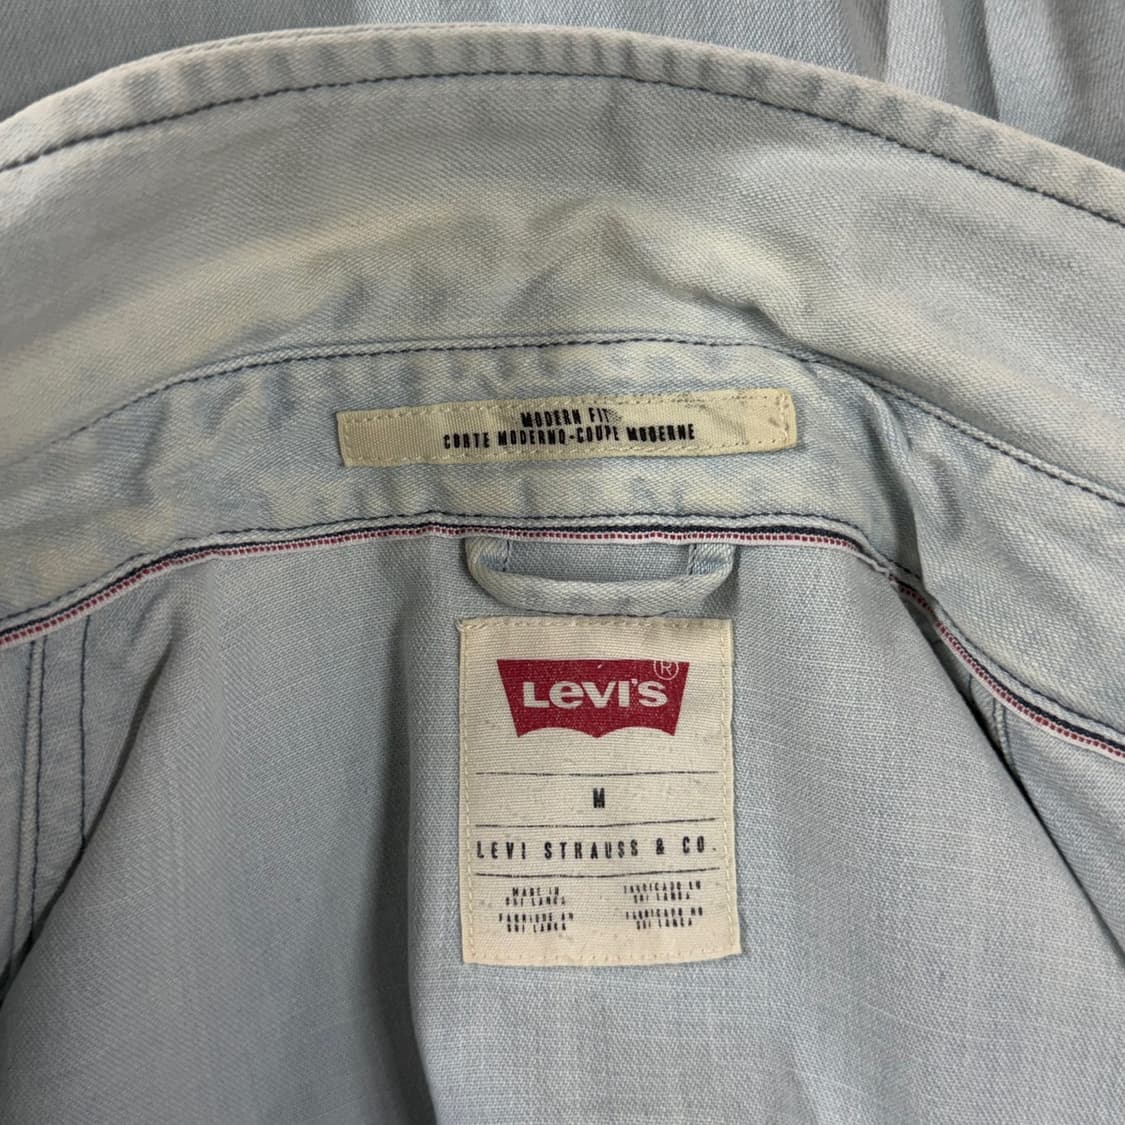 MODERN FIT
CORTE MODERNO-COUPE MODERNE
LEVI'S ®
M
LEVI STRAUSS & CO.
MADE IN
SRI LANKA
FABRIQUE AU
SRI LANKA
FABRICADO EN
SRI LANKA
FABRICADO NO
SRI LANKA